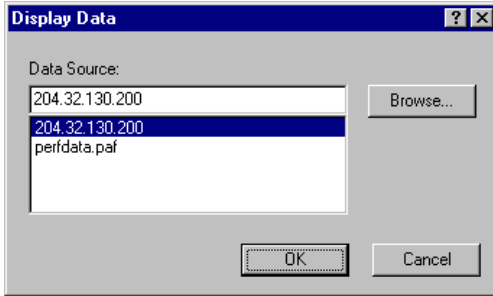 Display Data
Data Source:
204.32.130.200
Browse...
204.32.130.200
perfdata.paf
OK
Cancel